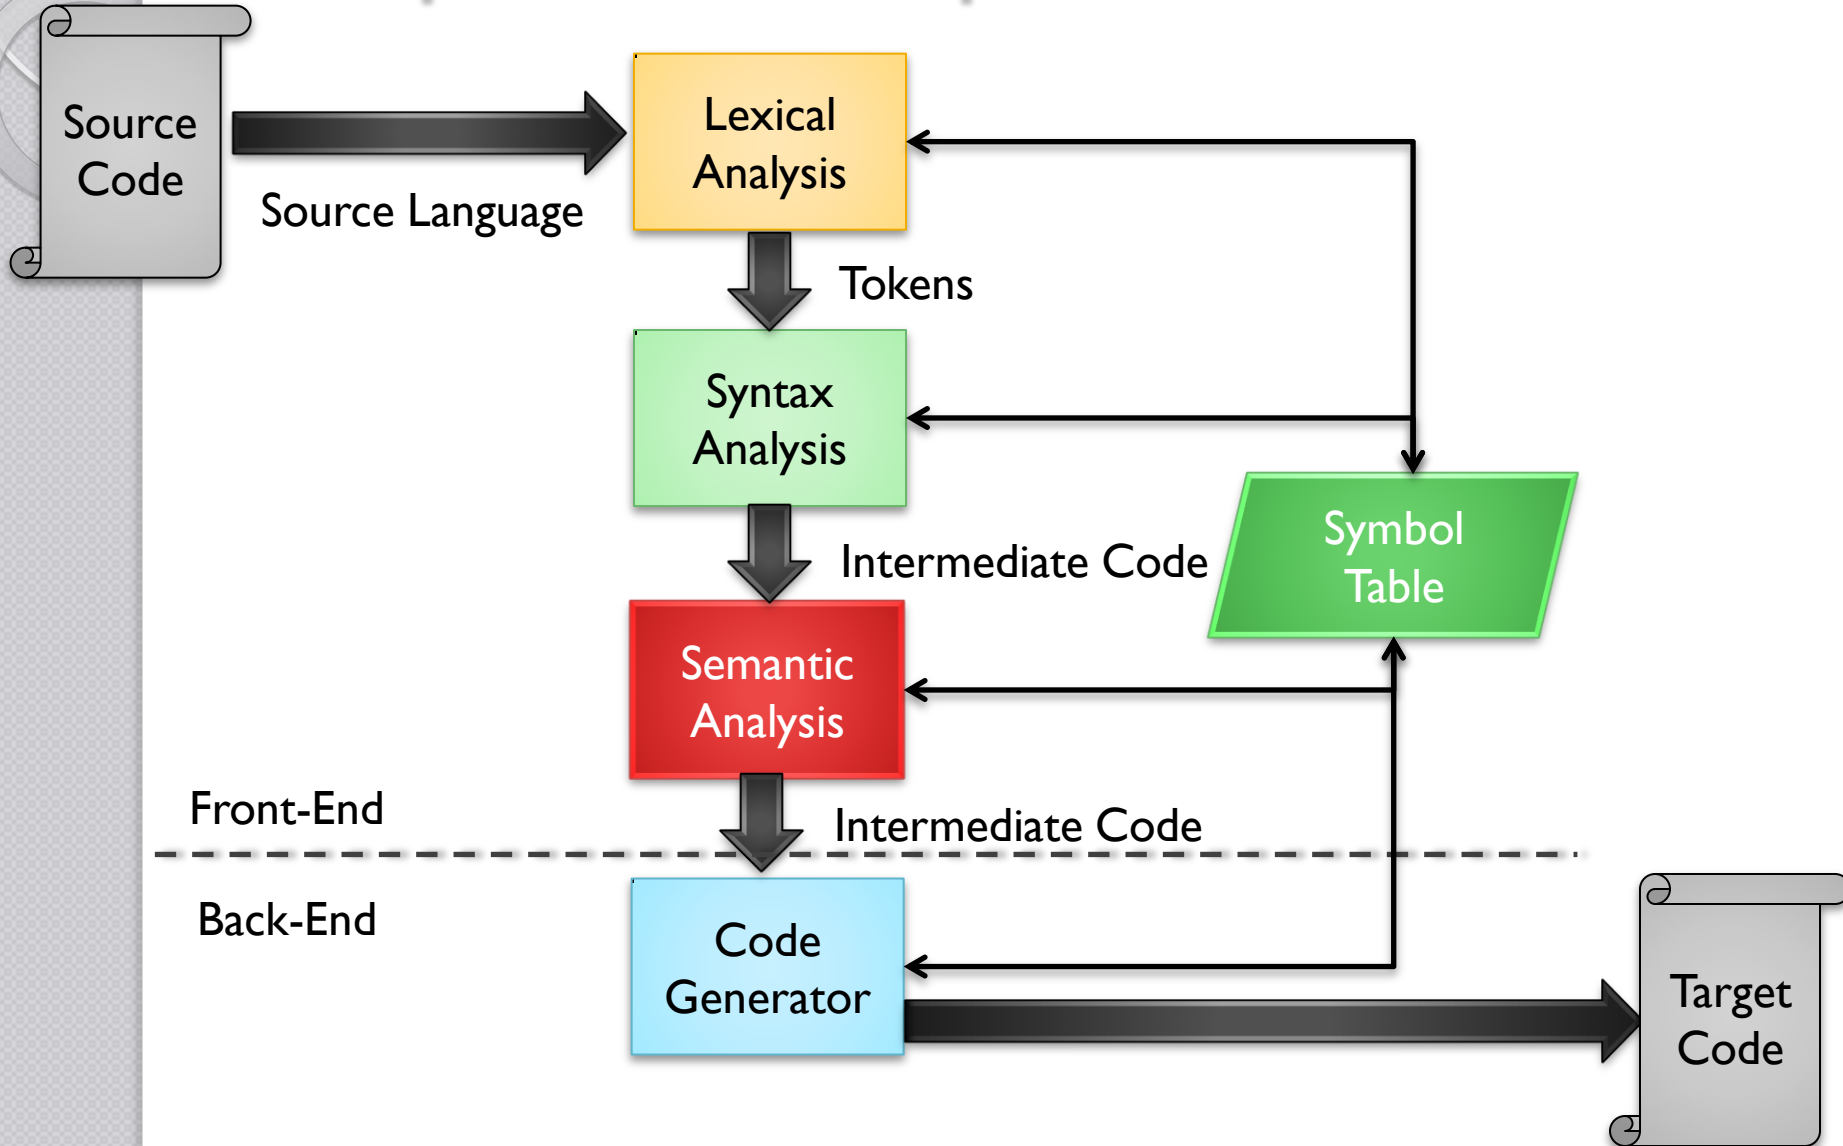 Source
Code
Source Language
Lexical
Analysis
Tokens
Syntax
Analysis
Intermediate Code
Symbol
Table
Semantic
Analysis
Front-End
Intermediate Code
Back-End
Code
Generator
Target
Code